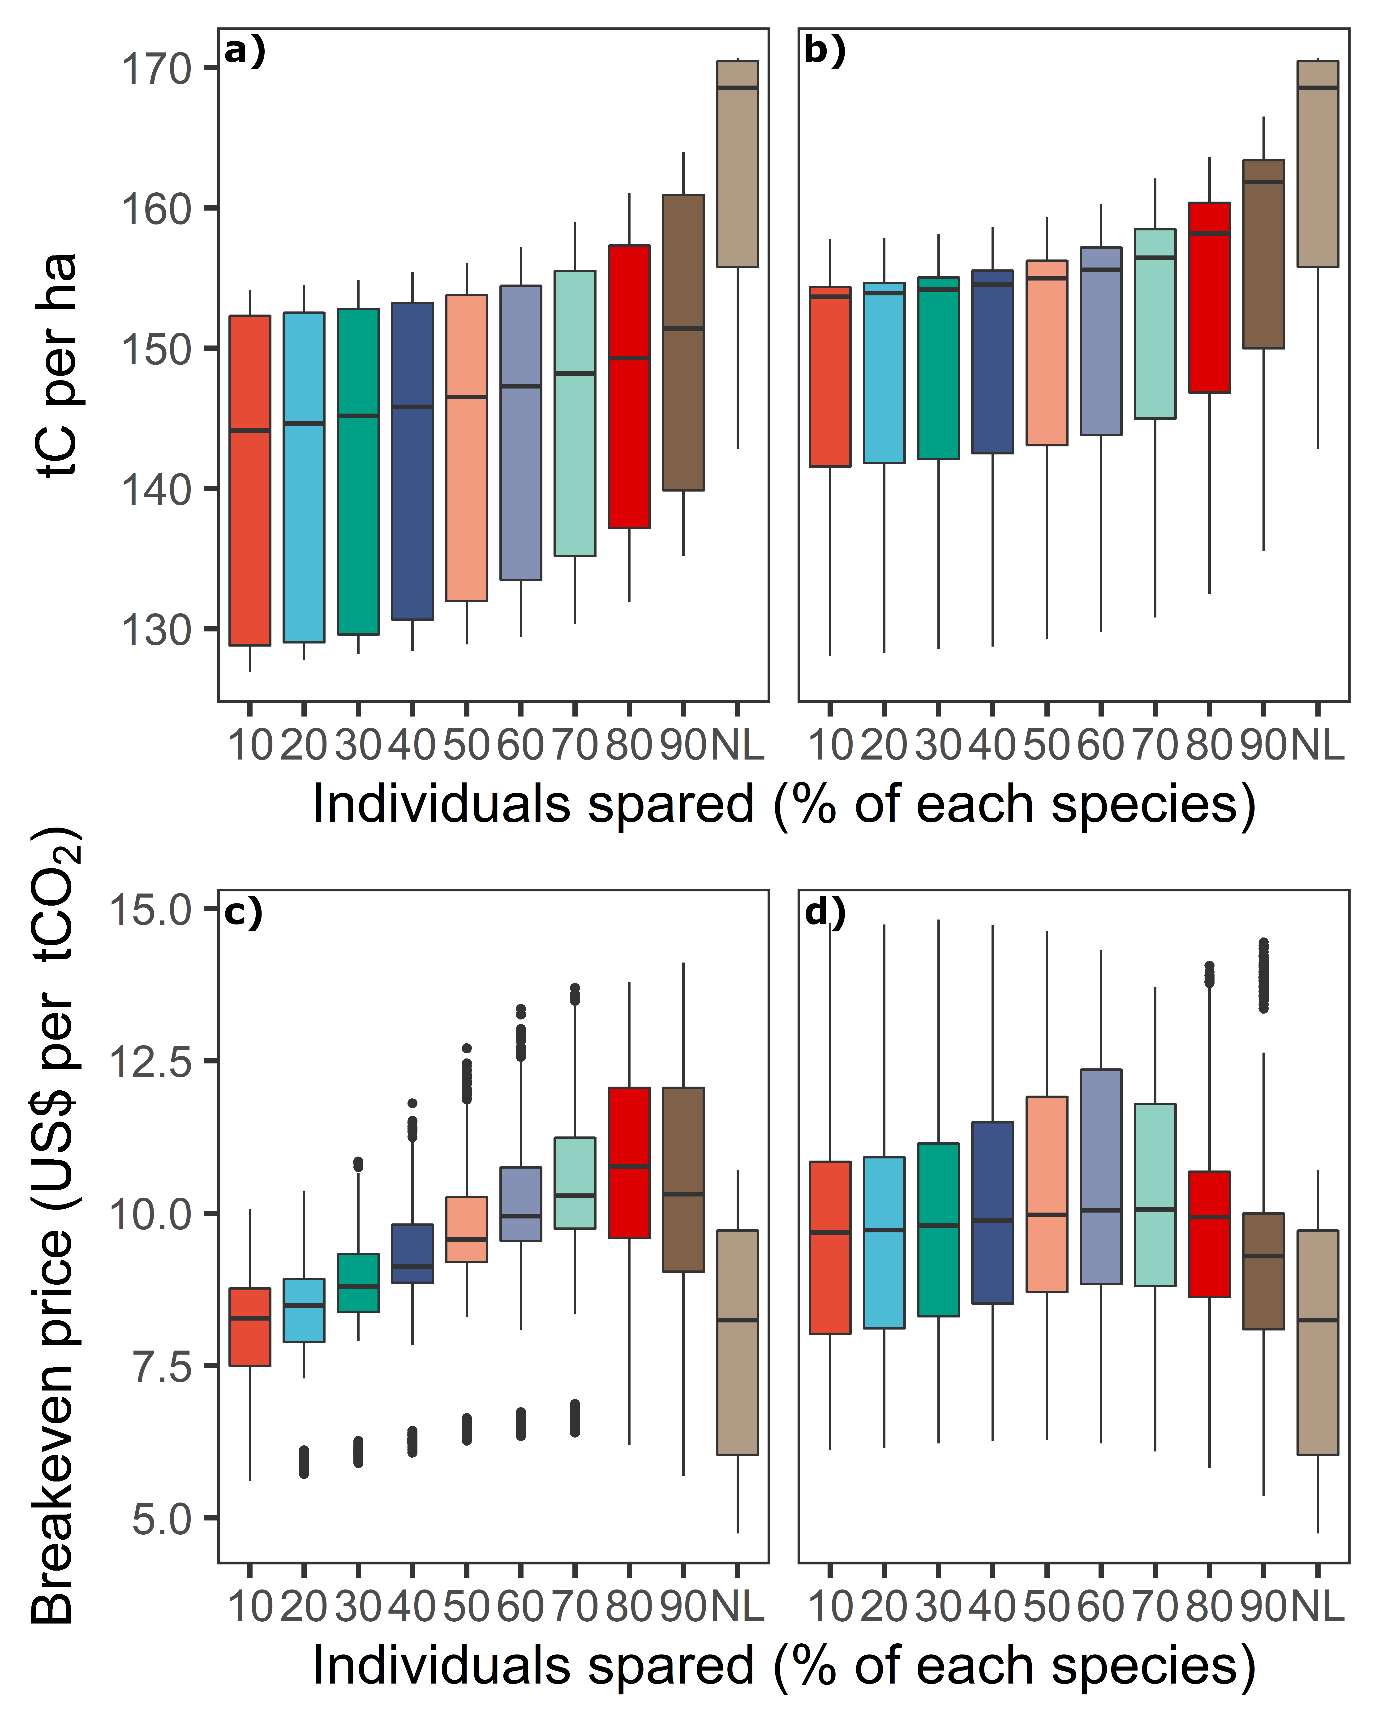 a)
b)
170
160
150
140
130
tC per ha
10 20 30 40 50 60 70 80 90 NL
10 20 30 40 50 60 70 80 90 NL
Individuals spared (% of each species)
c)
d)
15.0
12.5
10.0
7.5
5.0
Breakeven price (US$ per tCO₂)
10 20 30 40 50 60 70 80 90 NL
10 20 30 40 50 60 70 80 90 NL
Individuals spared (% of each species)